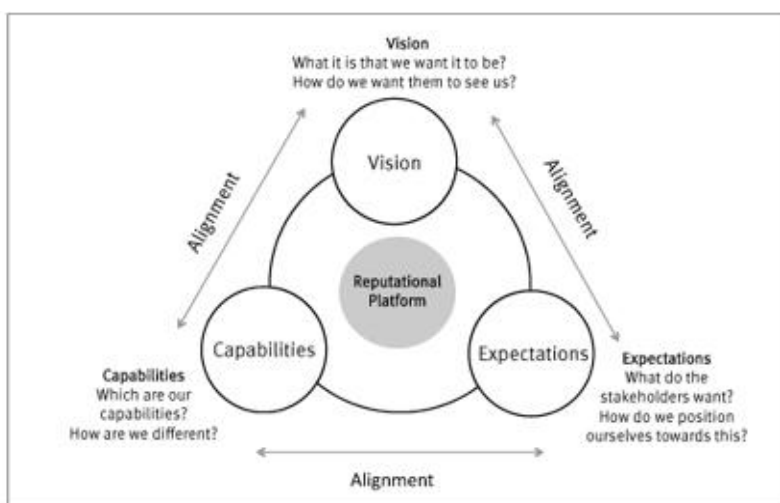 Vision
What it is that we want it to be?
How do we want them to see us?
Vision
Alignment
Alignment
Reputational
Platform
Capabilities
Expectations
Capabilities
Which are our
capabilities?
How are we different?
Expectations
What do the
stakeholders want?
How do we position
ourselves towards this?
Alignment